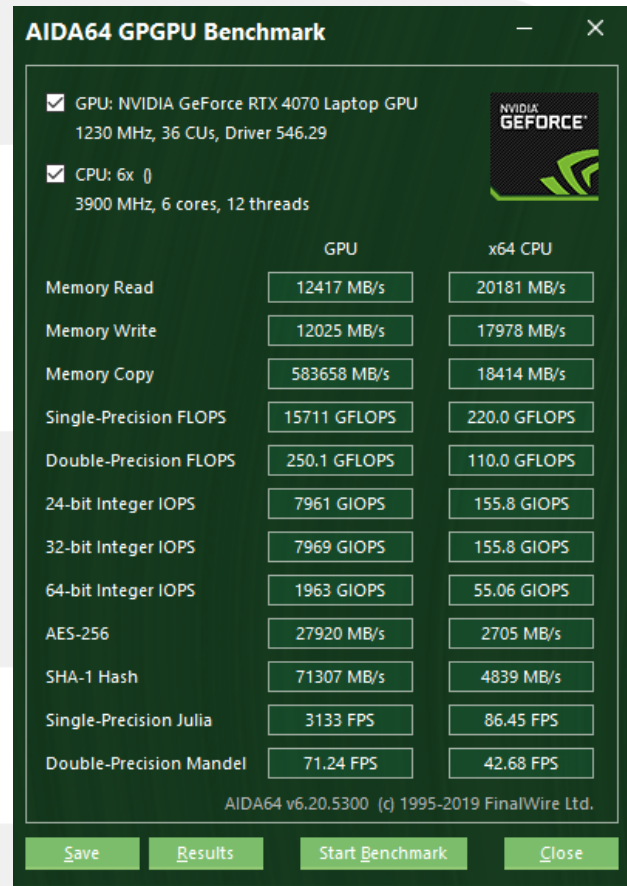 AIDA64 GPGPU Benchmark
GPU: NVIDIA GeForce RTX 4070 Laptop GPU
1230 MHz, 36 CUs, Driver 546.29
NVIDIA
GEFORCE
CPU: 6x ()
3900 MHz, 6 cores, 12 threads
GPU x64 CPU
Memory Read 12417 MB/s 20181 MB/s
Memory Write 12025 MB/s 17978 MB/s
Memory Copy 583658 MB/s 18414 MB/s
Single-Precision FLOPS 15711 GFLOPS 220.0 GFLOPS
Double-Precision FLOPS 250.1 GFLOPS 110.0 GFLOPS
24-bit Integer IOPS 7961 GIOPS 155.8 GIOPS
32-bit Integer IOPS 7969 GIOPS 155.8 GIOPS
64-bit Integer IOPS 1963 GIOPS 55.06 GIOPS
AES-256 27920 MB/s 2705 MB/s
SHA-1 Hash 71307 MB/s 4839 MB/s
Single-Precision Julia 3133 FPS 86.45 FPS
Double-Precision Mandel 71.24 FPS 42.68 FPS
AIDA64 v6.20.5300 (c) 1995-2019 FinalWire Ltd.
Save Results Start Benchmark Close